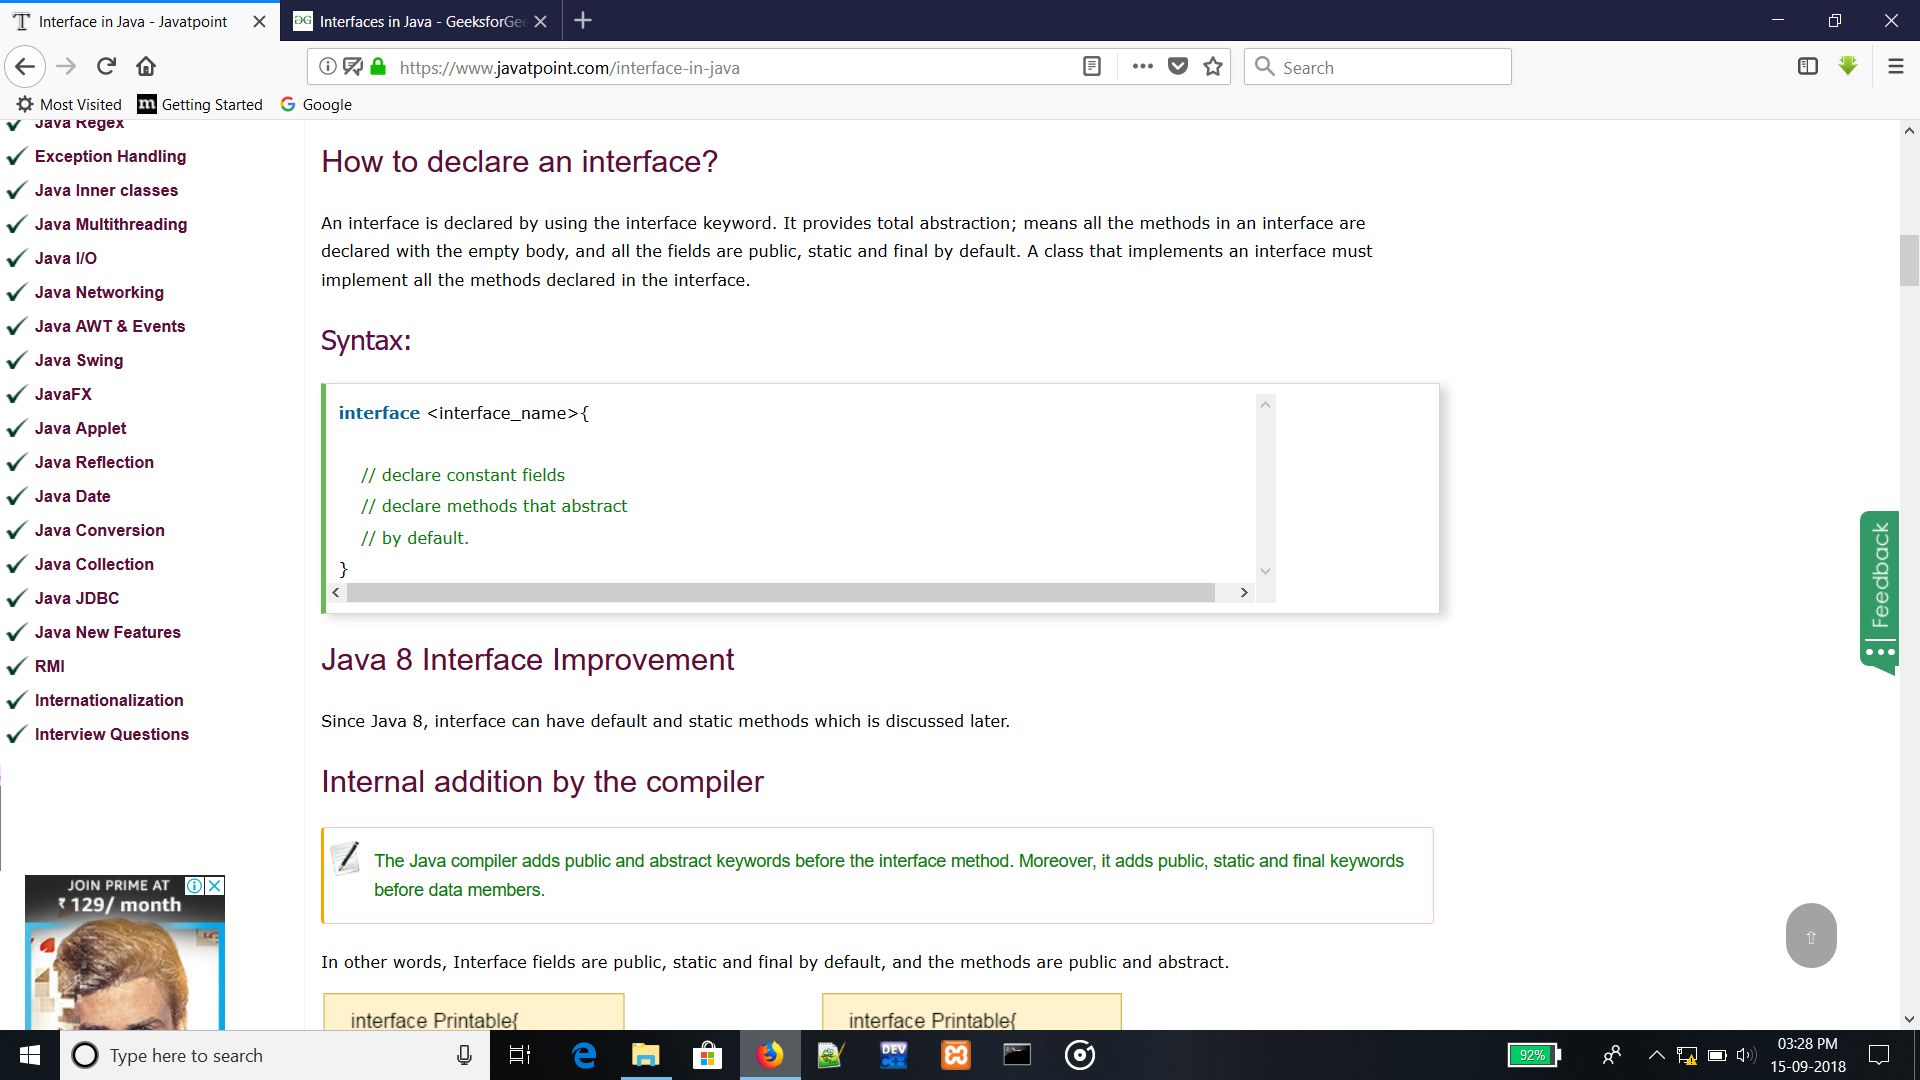 Interface in Java - Javatpoint
Interfaces in Java - GeeksforGee
https://www.javatpoint.com/interface-in-java
Search
Most Visited
Getting Started
Google
Java Regex
Exception Handling
Java Inner classes
Java Multithreading
Java I/O
Java Networking
Java AWT & Events
Java Swing
JavaFX
Java Applet
Java Reflection
Java Date
Java Conversion
Java Collection
Java JDBC
Java New Features
RMI
Internationalization
Interview Questions
JOIN PRIME AT
₹ 129/ month
How to declare an interface?
An interface is declared by using the interface keyword. It provides total abstraction; means all the methods in an interface are
declared with the empty body, and all the fields are public, static and final by default. A class that implements an interface must
implement all the methods declared in the interface.
Syntax:
interface <interface_name>{
// declare constant fields
// declare methods that abstract
// by default.
}
Java 8 Interface Improvement
Since Java 8, interface can have default and static methods which is discussed later.
Internal addition by the compiler
The Java compiler adds public and abstract keywords before the interface method. Moreover, it adds public, static and final keywords
before data members.
In other words, Interface fields are public, static and final by default, and the methods are public and abstract.
interface Printable{
interface Printable{
Feedback
Type here to search
DEV
92%
03:28 PM
15-09-2018